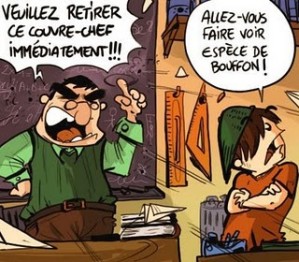 VEUILLEZ RETIRER
CE COUVRE-CHEF
IMMÉDIATEMENT!!!
ALLEZ-VOUS
FAIRE VOIR
ESPÈCE DE
BOUFFON!